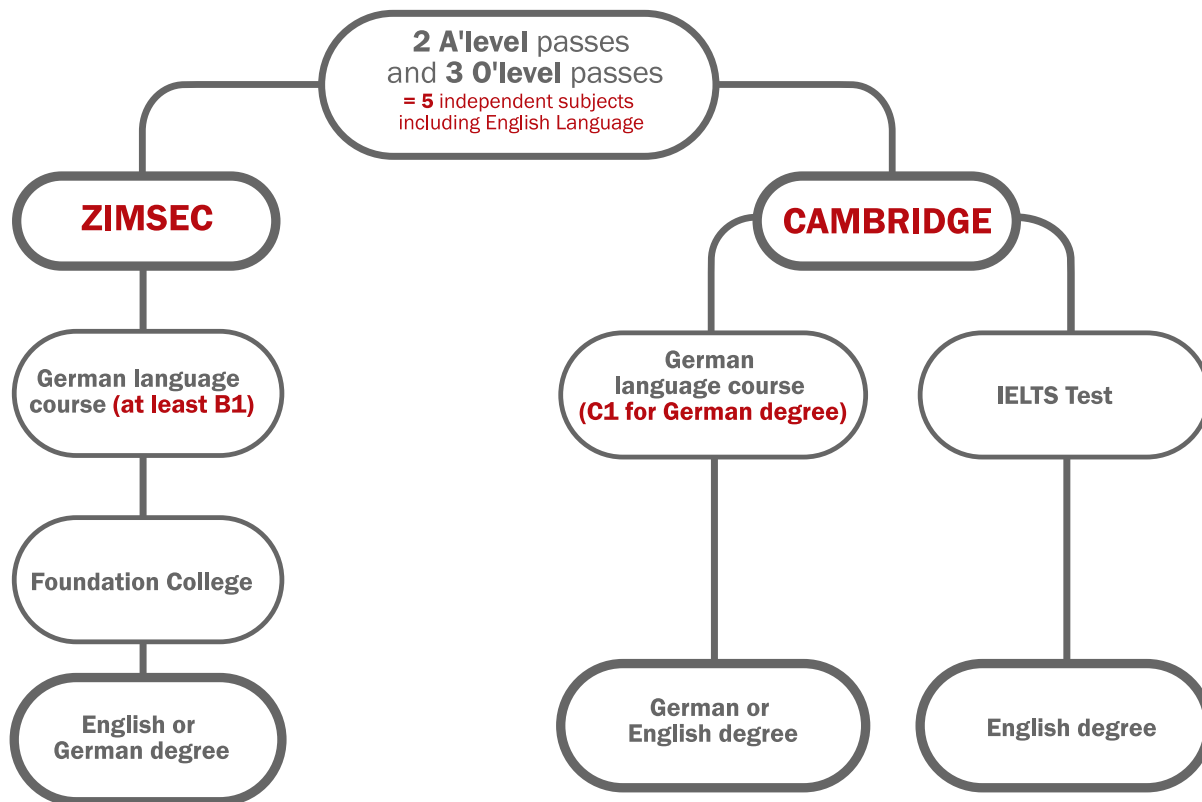 2 A'level passes
and 3 O'level passes
= 5 independent subjects
including English Language
ZIMSEC
CAMBRIDGE
German language
course (at least B1)
German
language course
(C1 for German degree)
IELTS Test
Foundation College
English or
German degree
German or
English degree
English degree